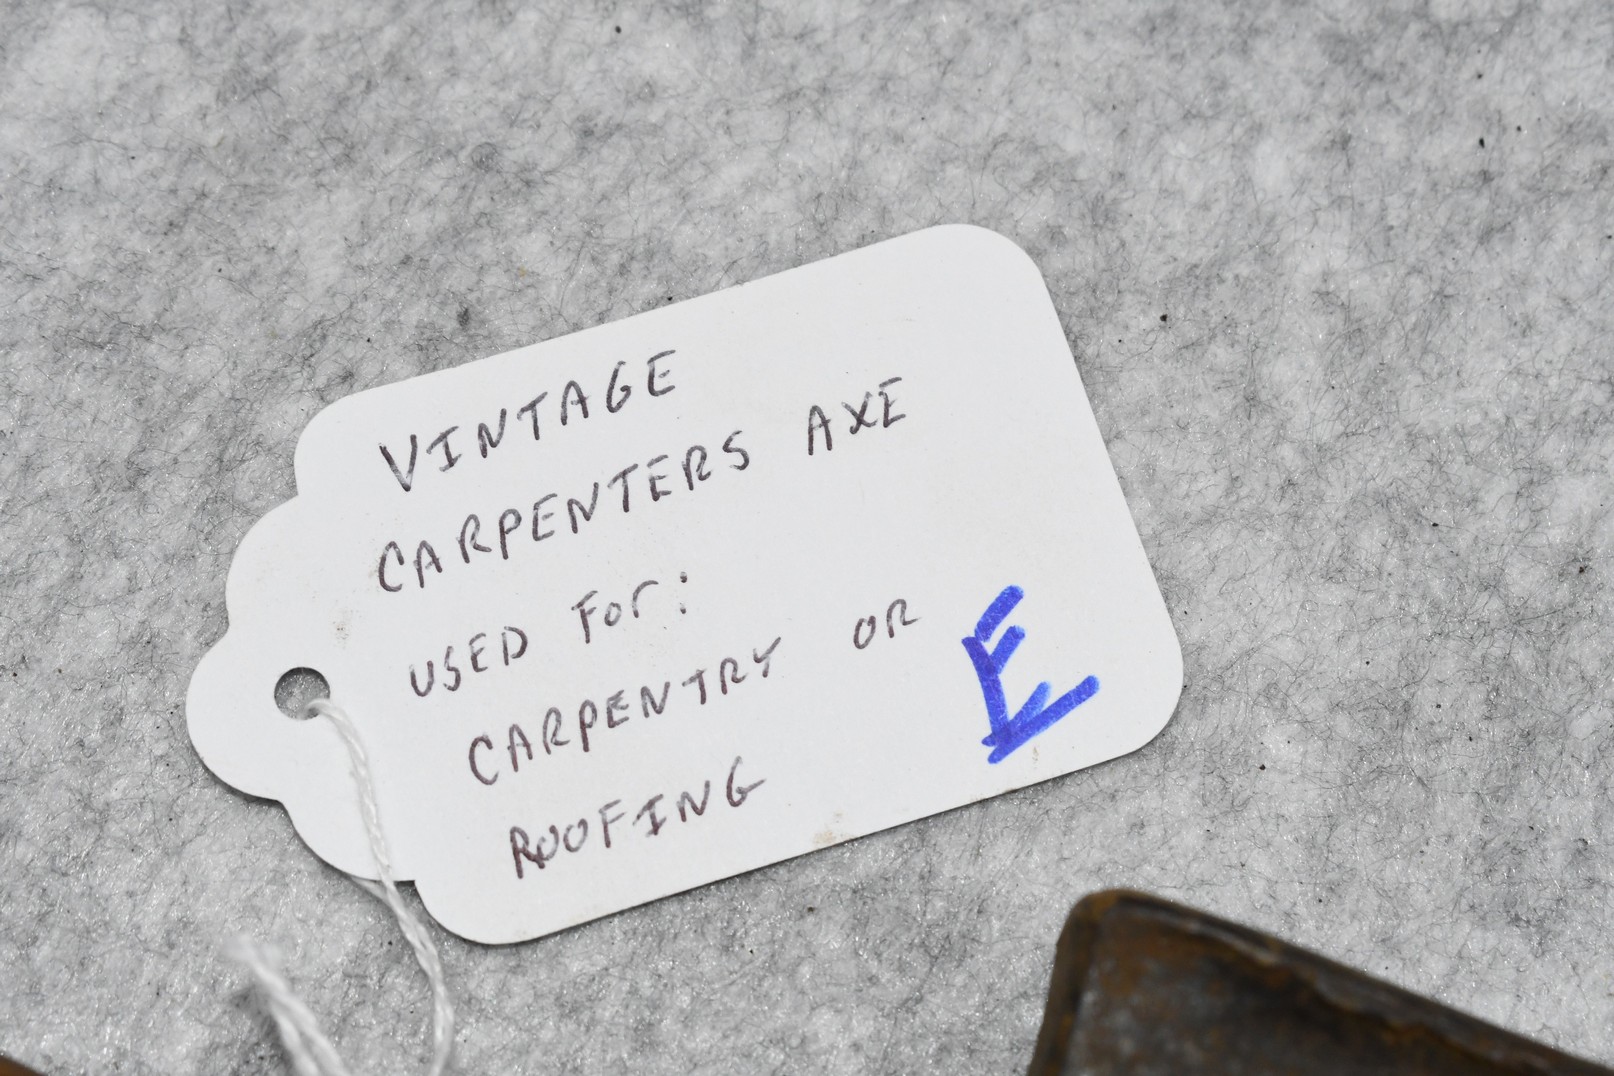 VINTAGE
CARPENTERS AXE
USED For:
CARPENTRY OR
ROOFING
E